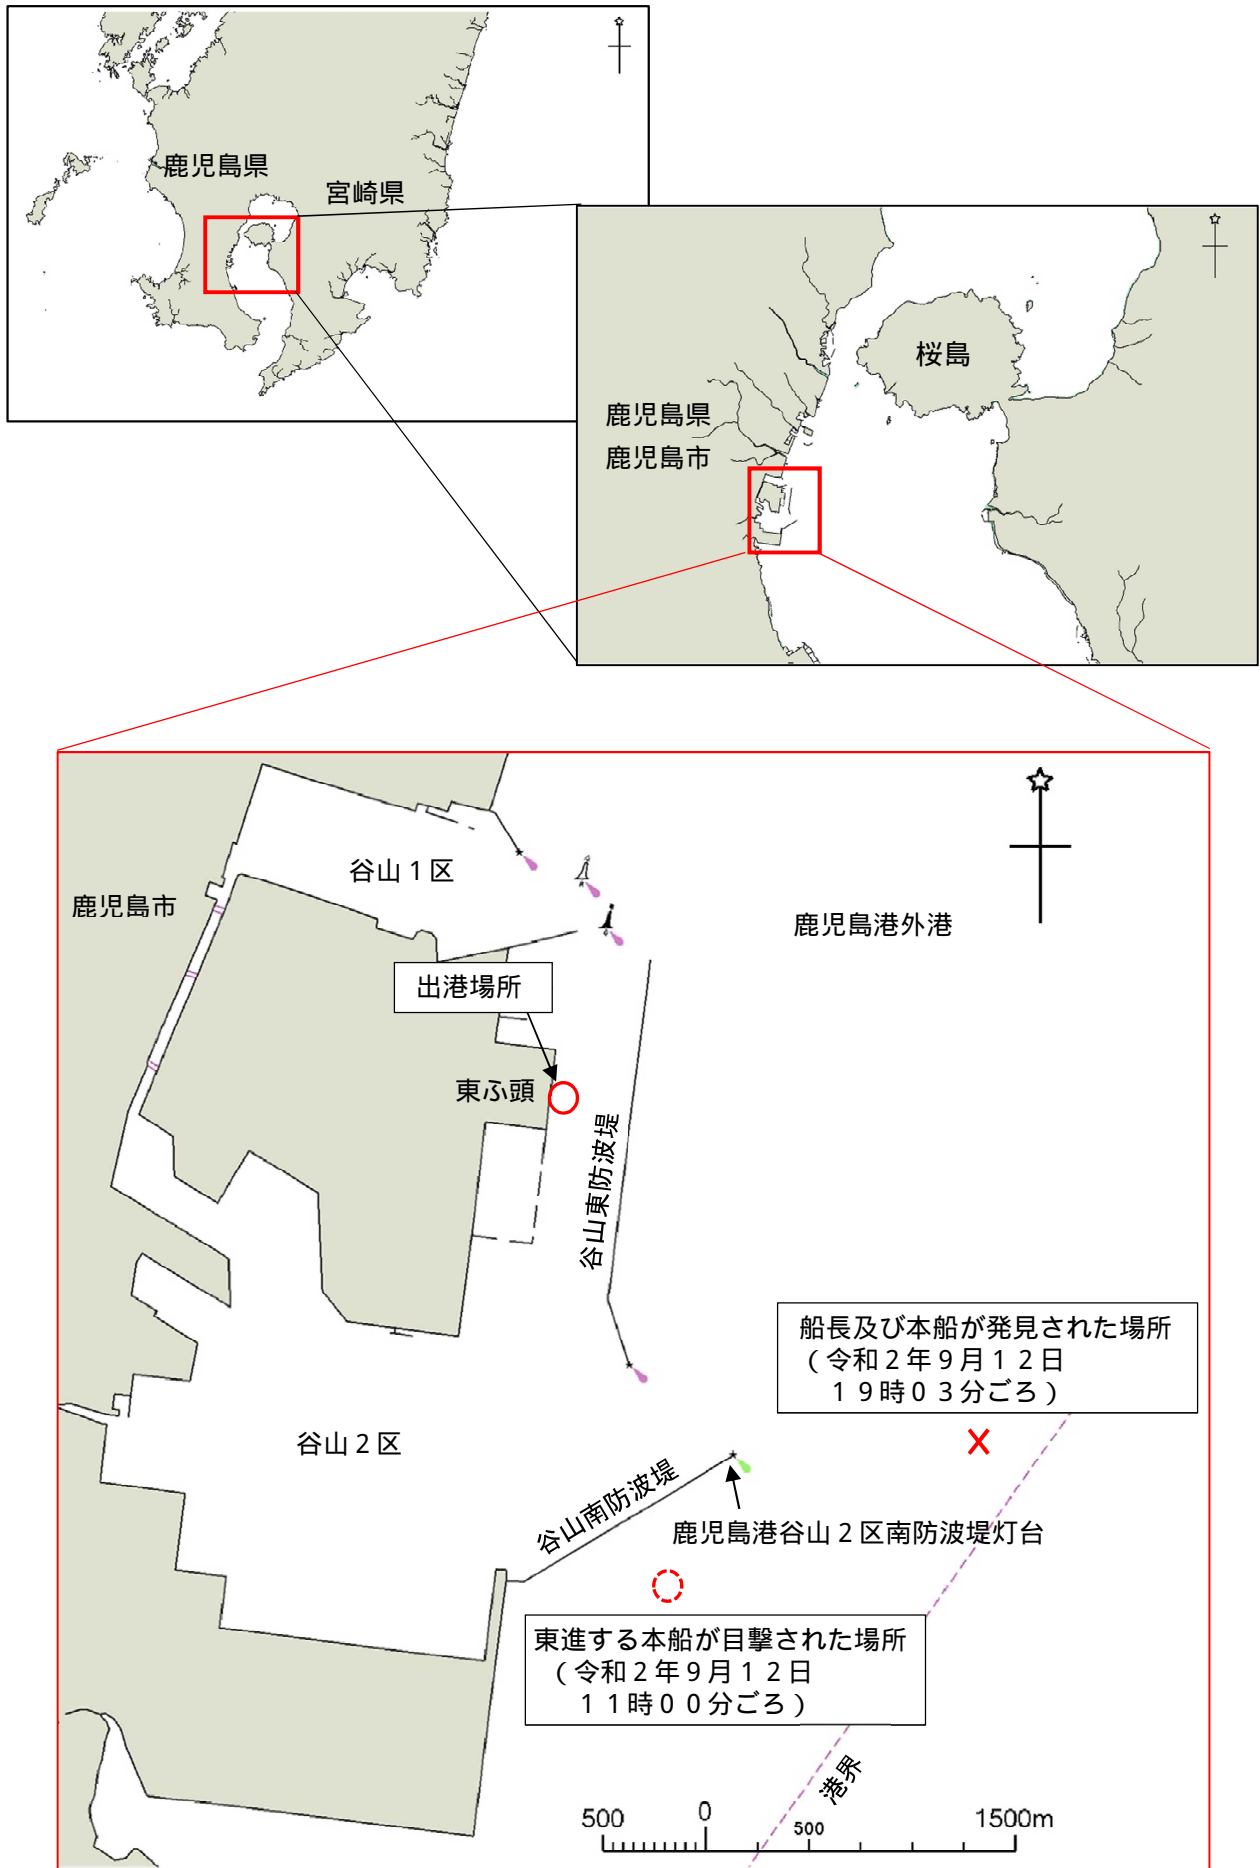 鹿児島県
宮崎県
桜島
鹿児島県
鹿児島市
谷山1区
鹿児島市
鹿児島港外港
出港場所
東ふ頭
谷山東防波堤
船長及び本船が発見された場所
(令和2年9月12日
19時03分ごろ)
谷山2区
谷山南防波堤
鹿児島港谷山2区南防波堤灯台
東進する本船が目撃された場所
(令和2年9月12日
11時00分ごろ)
港界
500 0 500 1500m